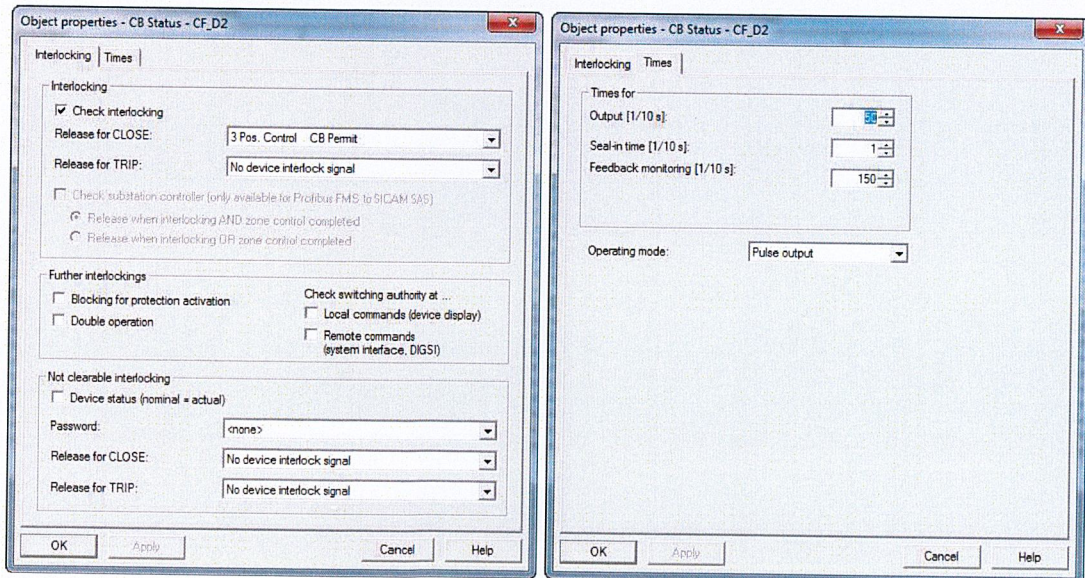 Object properties - CB Status - CF_D2
Interlocking Times
Interlocking
Check interlocking
Release for CLOSE: 3 Pos. Control CB Permit
Release for TRIP: No device interlock signal
Check substation controller (only available for Profibus FMS to SICAM SAS)
Release when interlocking AND zone control completed
Release when interlocking OR zone control completed
Further interlockings
Blocking for protection activation
Double operation
Check switching authority at ...
Local commands (device display)
Remote commands
(system interface, DIGSI)
Not clearable interlocking
Device status (nominal = actual)
Password: <none>
Release for CLOSE: No device interlock signal
Release for TRIP: No device interlock signal
OK Apply Cancel Help
Object properties - CB Status - CF_D2
Interlocking Times
Times for
Output [1/10 s]: 50
Seal-in time [1/10 s]: 1
Feedback monitoring [1/10 s]:
150
Operating mode: Pulse output
OK Apply Cancel Help